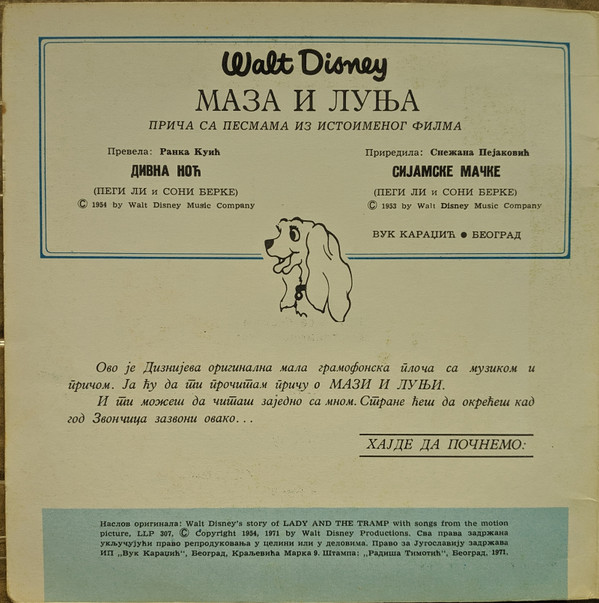 Walt Disney
МАЗА И ЛУЊА
ПРИЧА СА ПЕСМАМА ИЗ ИСТОИМЕНОГ ФИЛМА
Превела: Ранка Куић
ДИВНА НОЋ
(ПЕГИ ЛИ и СОНИ БЕРКЕ)
© 1954 by Walt Disney Music Company
Приредила: Снежана Пејаковић
СИЈАМСКЕ МАЧКЕ
(ПЕГИ ЛИ и СОНИ БЕРКЕ)
© 1953 by Walt Disney Music Company
ВУК КАРАЏИЋ ● БЕОГРАД
Ово је Дизнијева оригинална мала грамофонска плоча са музиком и
причом. Ја ћу да ти прочитам причу о МАЗИ И ЛУЊИ.
И ти можеш да читаш заједно са мном. Стране ћеш да окрећеш кад
год Звончица зазвони овако...
ХАЈДЕ ДА ПОЧНЕМО:
Наслов оригинала: Walt Disney's story of LADY AND THE TRAMP with songs from the motion
picture, LLP 307, © Copyright 1954, 1971 by Walt Disney Productions. Сва права задржана
укључујући право репродуковања у целини или у деловима. Право за Југославију задржава
ИП „Вук Караџић“, Београд, Краљевића Марка 9. Штампа: „Радиша Тимотић“, Београд, 1971.